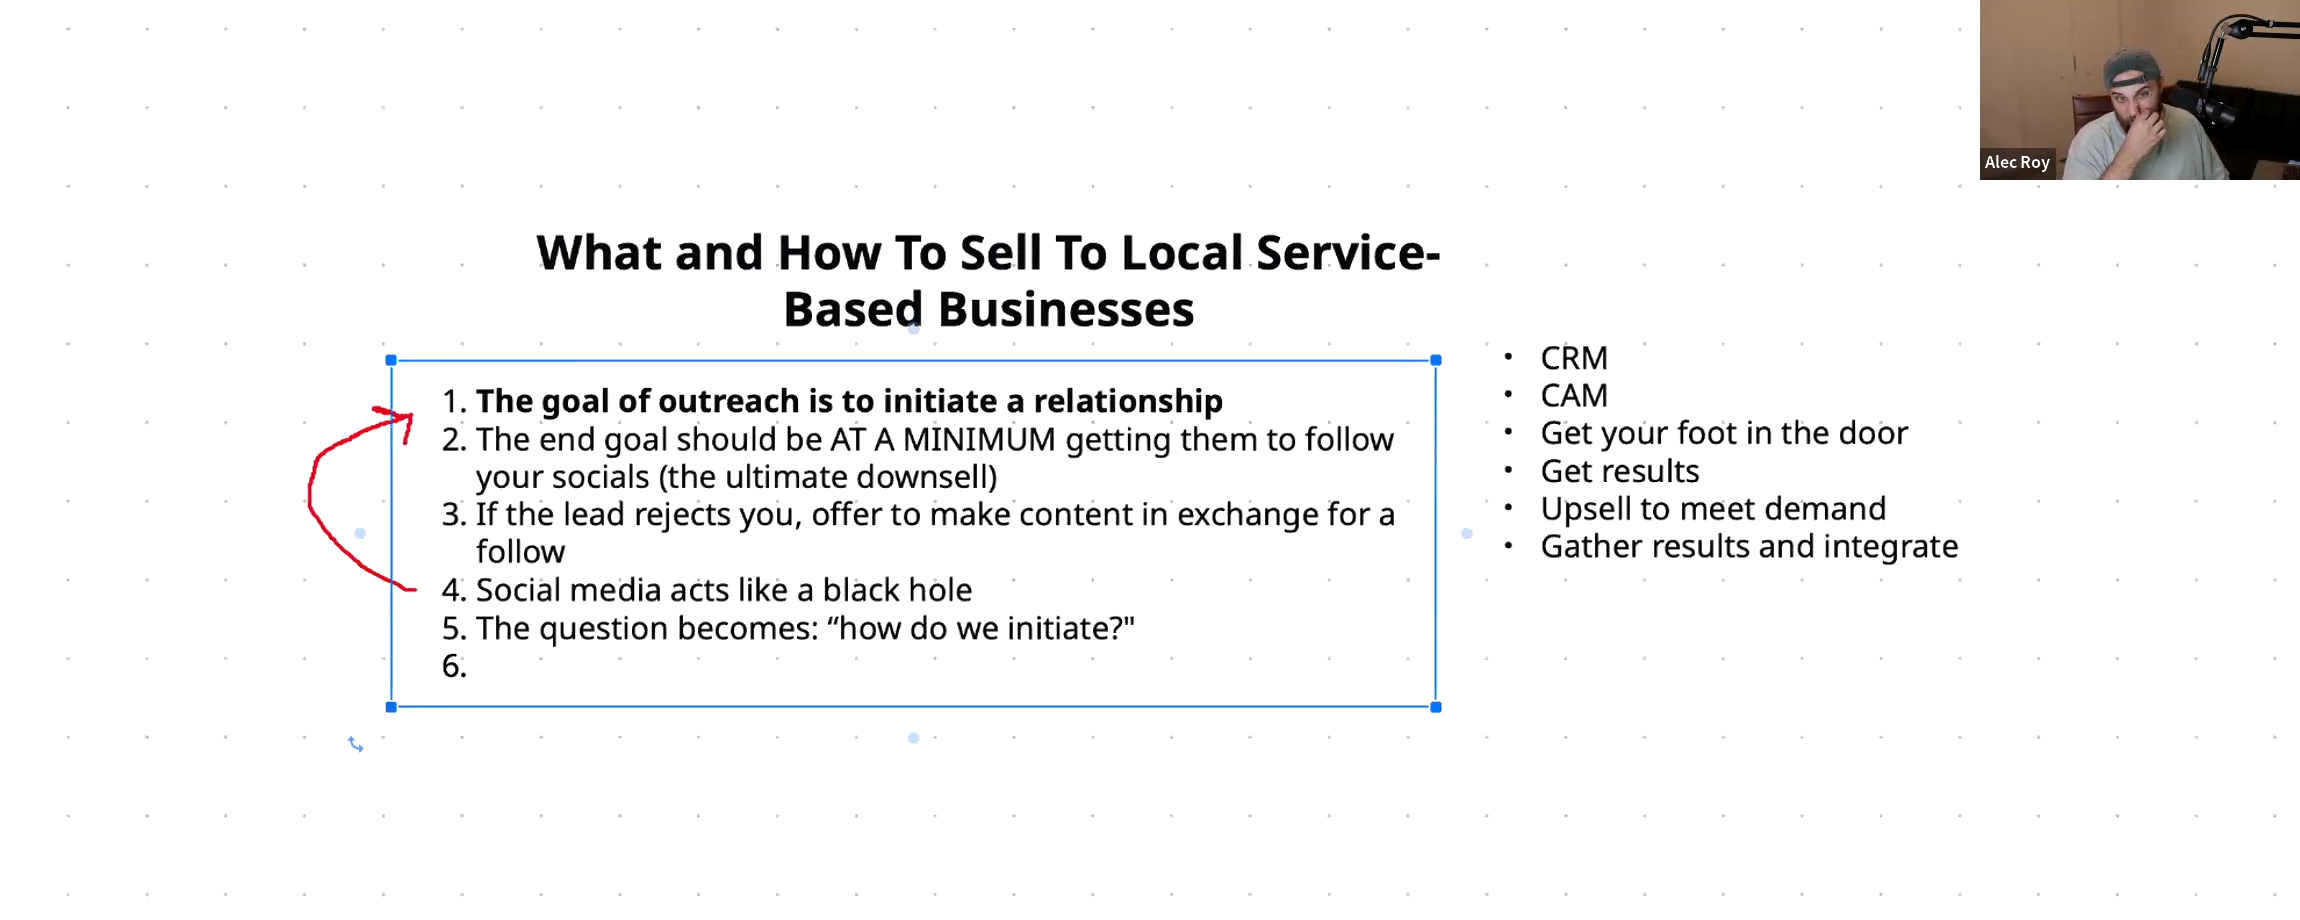 Alec Roy
What and How To Sell To Local Service-
Based Businesses
1. The goal of outreach is to initiate a relationship
2. The end goal should be AT A MINIMUM getting them to follow
your socials (the ultimate downsell)
3. If the lead rejects you, offer to make content in exchange for a
follow
4. Social media acts like a black hole
5. The question becomes: “how do we initiate?"
6.
• CRM
• CAM
• Get your foot in the door
• Get results
• Upsell to meet demand
• Gather results and integrate